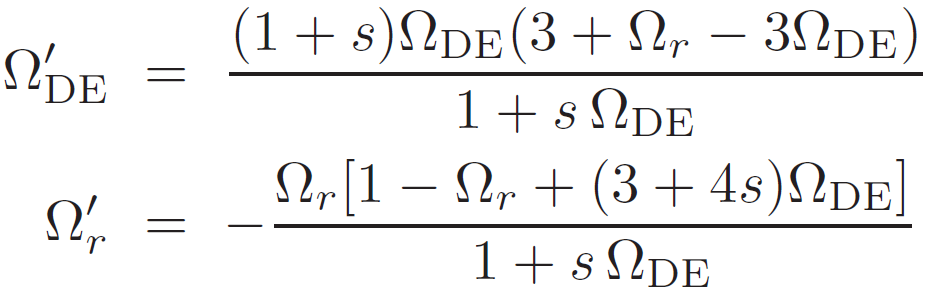 Ω′_DE = (1 + s)Ω_DE(3 + Ω_r − 3Ω_DE) / 1 + s Ω_DE
Ω′_r = − Ω_r[1 − Ω_r + (3 + 4s)Ω_DE] / 1 + s Ω_DE